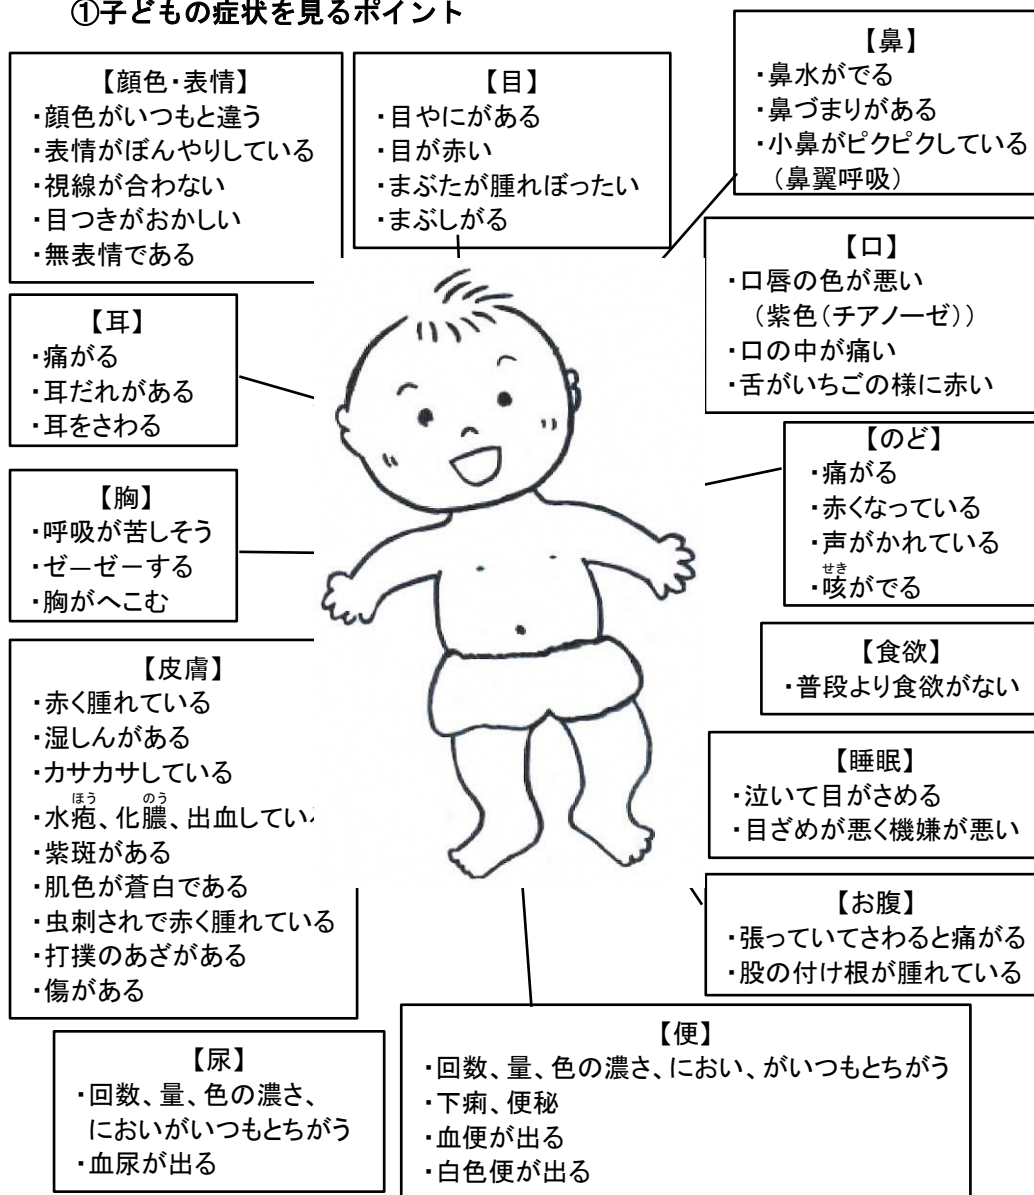 ①子どもの症状を見るポイント
【顔色・表情】
・顔色がいつもと違う
・表情がぼんやりしている
・視線が合わない
・目つきがおかしい
・無表情である
【目】
・目やにがある
・目が赤い
・まぶたが腫れぼったい
・まぶしがる
【鼻】
・鼻水がでる
・鼻づまりがある
・小鼻がピクピクしている
（鼻翼呼吸）
【口】
・口唇の色が悪い
（紫色（チアノーゼ））
・口の中が痛い
・舌がいちごの様に赤い
【耳】
・痛がる
・耳だれがある
・耳をさわる
【のど】
・痛がる
・赤くなっている
・声がかれている
せき
・咳がでる
【胸】
・呼吸が苦しそう
・ゼーゼーする
・胸がへこむ
【食欲】
・普段より食欲がない
【皮膚】
・赤く腫れている
・湿しんがある
・カサカサしている
ほう のう
・水疱、化膿、出血してい
・紫斑がある
・肌色が蒼白である
・虫刺されで赤く腫れている
・打撲のあざがある
・傷がある
【睡眠】
・泣いて目がさめる
・目ざめが悪く機嫌が悪い
【お腹】
・張っていてさわると痛がる
・股の付け根が腫れている
【尿】
・回数、量、色の濃さ、
においがいつもとちがう
・血尿が出る
【便】
・回数、量、色の濃さ、におい、がいつもとちがう
・下痢、便秘
・血便が出る
・白色便が出る